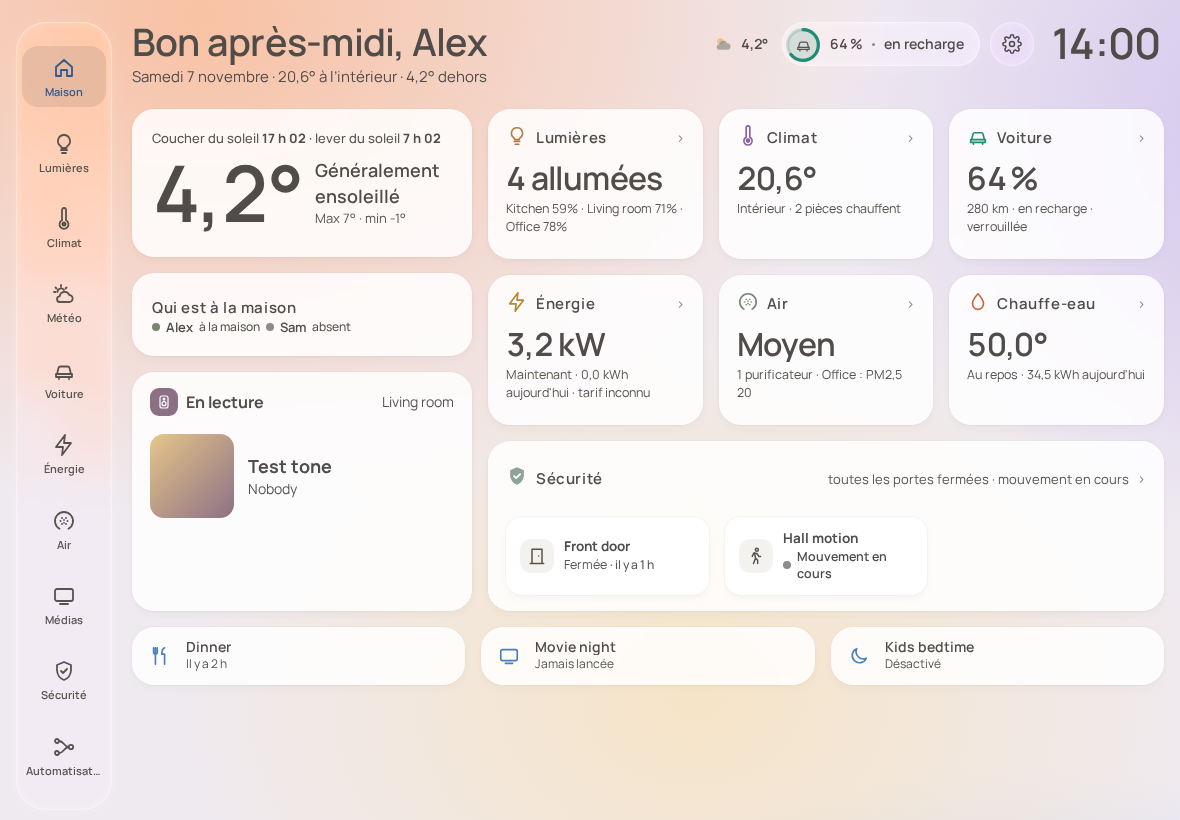 Bon après-midi, Alex
Samedi 7 novembre · 20,6° à l'intérieur · 4,2° dehors
4,2°
64 % • en recharge
14:00
Maison
Lumières
Climat
Météo
Voiture
Énergie
Air
Médias
Sécurité
Automatisat...
Coucher du soleil 17 h 02 · lever du soleil 7 h 02
4,2°
Généralement
ensoleillé
Max 7° · min -1°
Qui est à la maison
Alex à la maison Sam absent
En lecture
Living room
Test tone
Nobody
Lumières
4 allumées
Kitchen 59% · Living room 71% ·
Office 78%
Climat
20,6°
Intérieur · 2 pièces chauffent
Voiture
64 %
280 km · en recharge ·
verrouillée
Énergie
3,2 kW
Maintenant · 0,0 kWh
aujourd'hui · tarif inconnu
Air
Moyen
1 purificateur · Office : PM2,5
20
Chauffe-eau
50,0°
Au repos · 34,5 kWh aujourd'hui
Sécurité
toutes les portes fermées · mouvement en cours
Front door
Fermée · il y a 1 h
Hall motion
Mouvement en
cours
Dinner
Il y a 2 h
Movie night
Jamais lancée
Kids bedtime
Désactivé